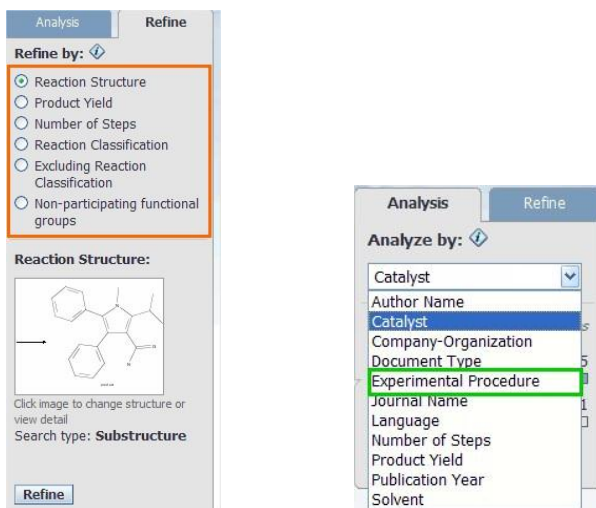 Analysis
Refine
Refine by:
Reaction Structure
Product Yield
Number of Steps
Reaction Classification
Excluding Reaction
Classification
Non-participating functional
groups
Reaction Structure:
Click image to change structure or
view detail
Search type: Substructure
Refine
Analysis
Refine
Analyze by:
Catalyst
Author Name
Catalyst
Company-Organization
Document Type
Experimental Procedure
Journal Name
Language
Number of Steps
Product Yield
Publication Year
Solvent
s
5
1